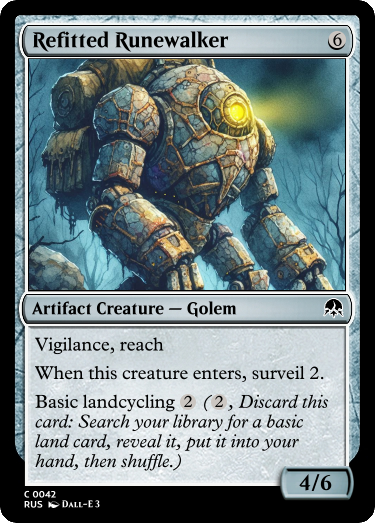 Refitted Runewalker 6
Artifact Creature — Golem
Vigilance, reach
When this creature enters, surveil 2.
Basic landcycling 2 (2, Discard this
card: Search your library for a basic
land card, reveal it, put it into your
hand, then shuffle.)
4/6
C 0042
RUS DALL-E 3